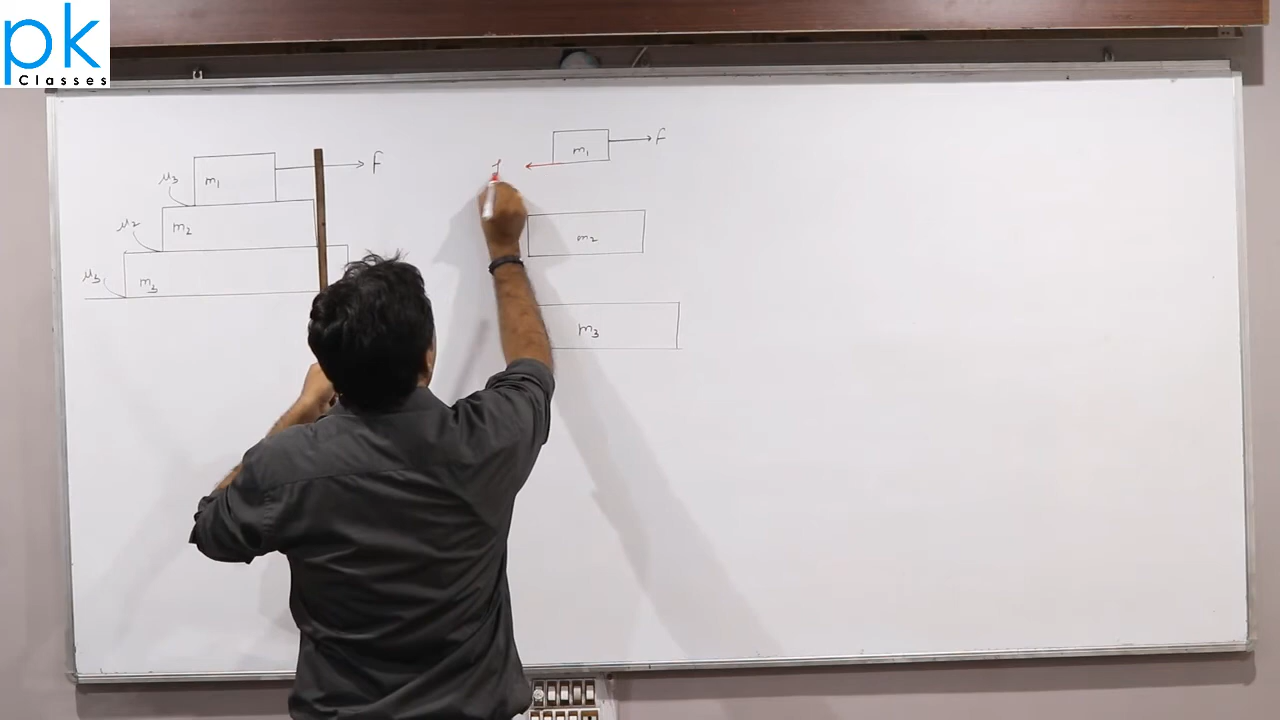 pk
Classes
μ3 m1 F
μ2 m2
μ3 m3
m1 F
f
m2
m3